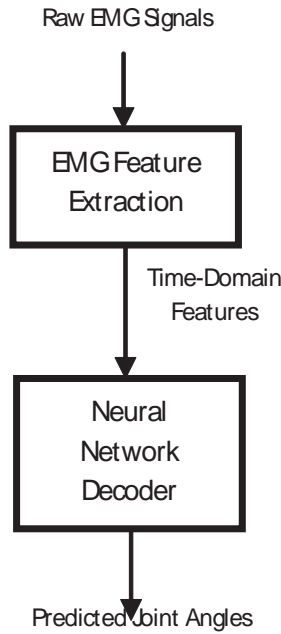 Raw EMG Signals
EMG Feature
Extraction
Time-Domain
Features
Neural
Network
Decoder
Predicted Joint Angles